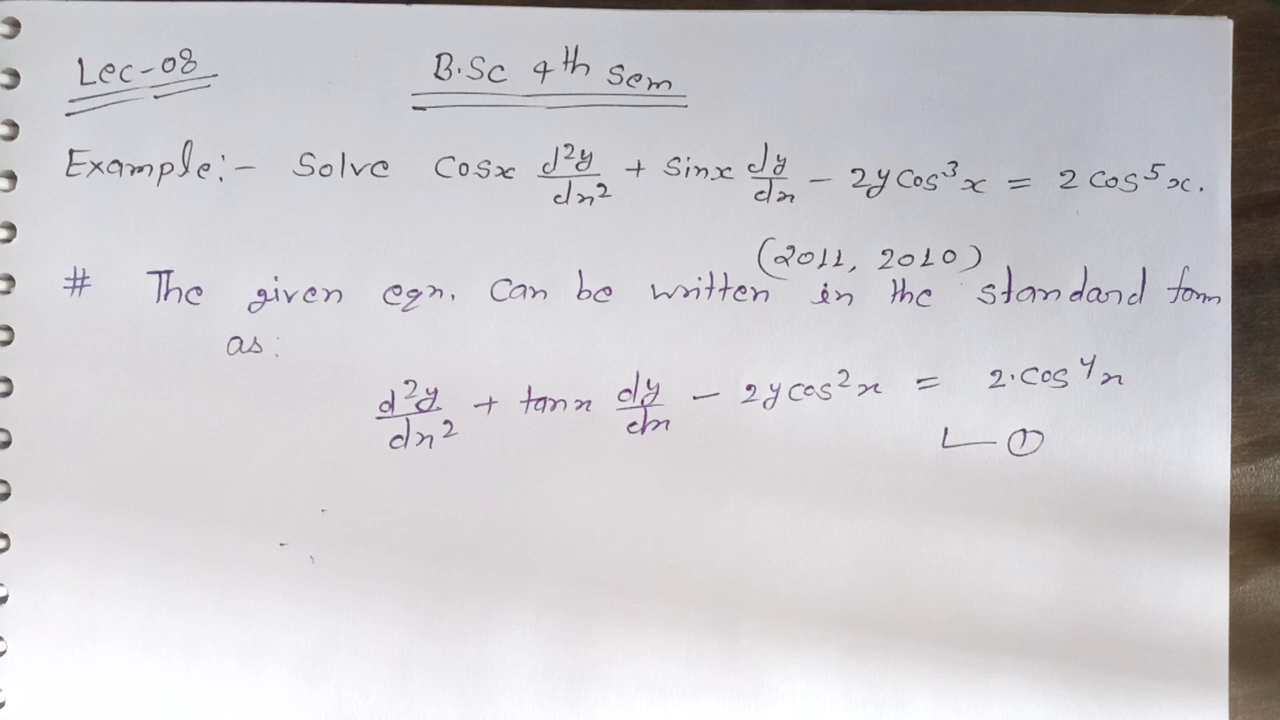 Lec-08
B.Sc 4th Sem
Example:- Solve cosx d²y/dx² + sinx dy/dx - 2y cos³x = 2 cos⁵x.
(2011, 2010)
# The given eqn. can be written in the standard form
as:
d²y/dx² + tanx dy/dx - 2y cos²x = 2.cos⁴x
①